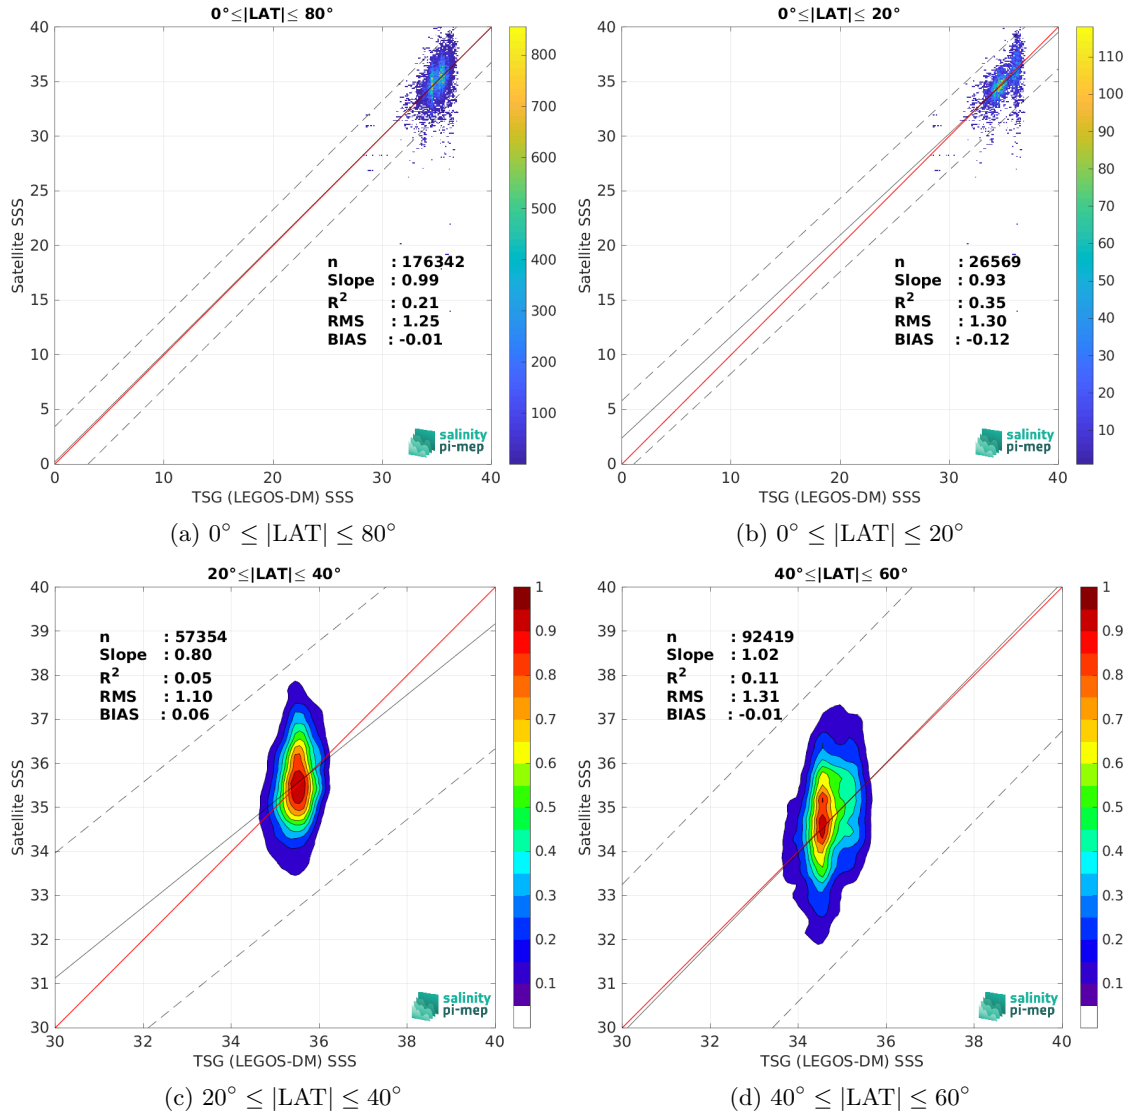 0°≤|LAT|≤ 80°
40
35
30
25
20
15
10
5
0
Satellite SSS
n : 176342
Slope : 0.99
R² : 0.21
RMS : 1.25
BIAS : -0.01
salinity
pi-mep
0 10 20 30 40
TSG (LEGOS-DM) SSS
800
700
600
500
400
300
200
100
(a) 0° ≤ |LAT| ≤ 80°
0°≤|LAT|≤ 20°
40
35
30
25
20
15
10
5
0
Satellite SSS
n : 26569
Slope : 0.93
R² : 0.35
RMS : 1.30
BIAS : -0.12
salinity
pi-mep
0 10 20 30 40
TSG (LEGOS-DM) SSS
110
100
90
80
70
60
50
40
30
20
10
(b) 0° ≤ |LAT| ≤ 20°
20°≤|LAT|≤ 40°
40
39
38
37
36
35
34
33
32
31
30
Satellite SSS
n : 57354
Slope : 0.80
R² : 0.05
RMS : 1.10
BIAS : 0.06
salinity
pi-mep
30 32 34 36 38 40
TSG (LEGOS-DM) SSS
1
0.9
0.8
0.7
0.6
0.5
0.4
0.3
0.2
0.1
(c) 20° ≤ |LAT| ≤ 40°
40°≤|LAT|≤ 60°
40
39
38
37
36
35
34
33
32
31
30
Satellite SSS
n : 92419
Slope : 1.02
R² : 0.11
RMS : 1.31
BIAS : -0.01
salinity
pi-mep
30 32 34 36 38 40
TSG (LEGOS-DM) SSS
1
0.9
0.8
0.7
0.6
0.5
0.4
0.3
0.2
0.1
(d) 40° ≤ |LAT| ≤ 60°